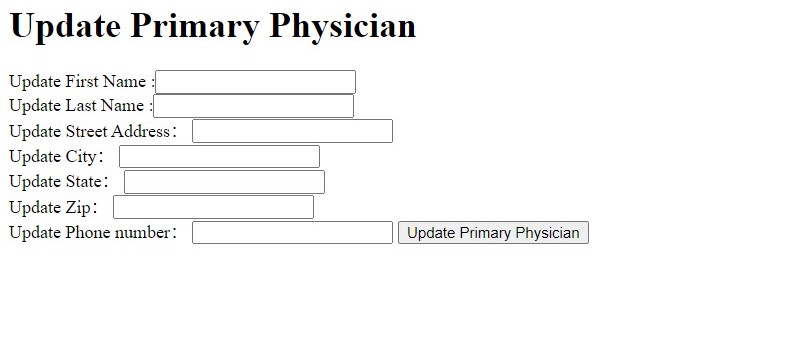 Update Primary Physician
Update First Name :
Update Last Name :
Update Street Address：
Update City：
Update State：
Update Zip：
Update Phone number： Update Primary Physician